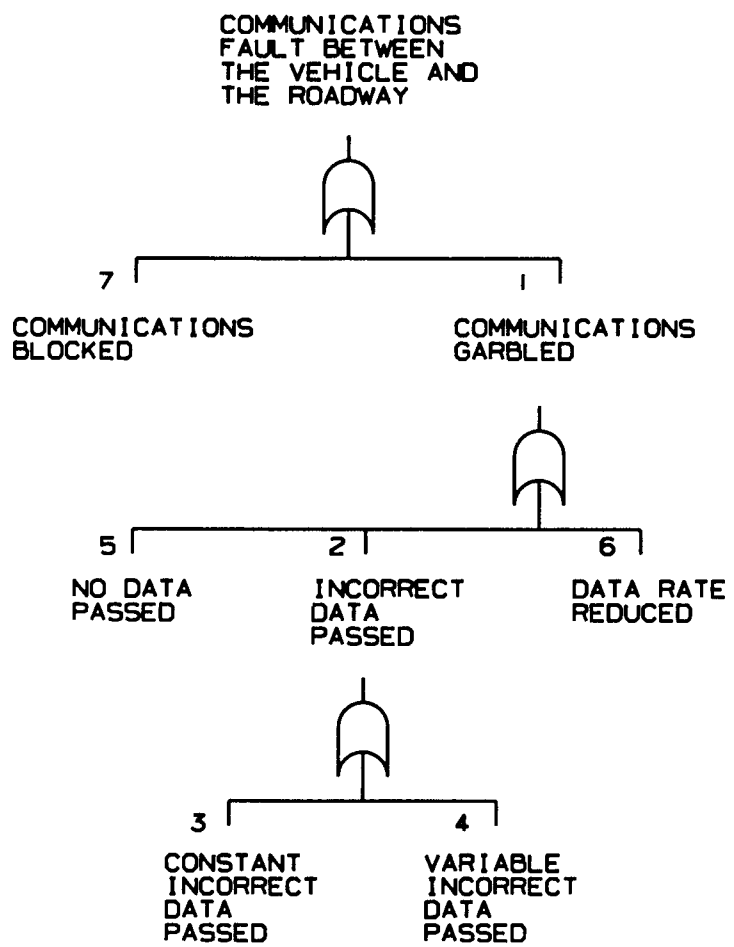 COMMUNICATIONS
FAULT BETWEEN
THE VEHICLE AND
THE ROADWAY
7
1
COMMUNICATIONS
BLOCKED
COMMUNICATIONS
GARBLED
5
2
6
NO DATA
PASSED
INCORRECT
DATA
PASSED
DATA RATE
REDUCED
3
4
CONSTANT
INCORRECT
DATA
PASSED
VARIABLE
INCORRECT
DATA
PASSED